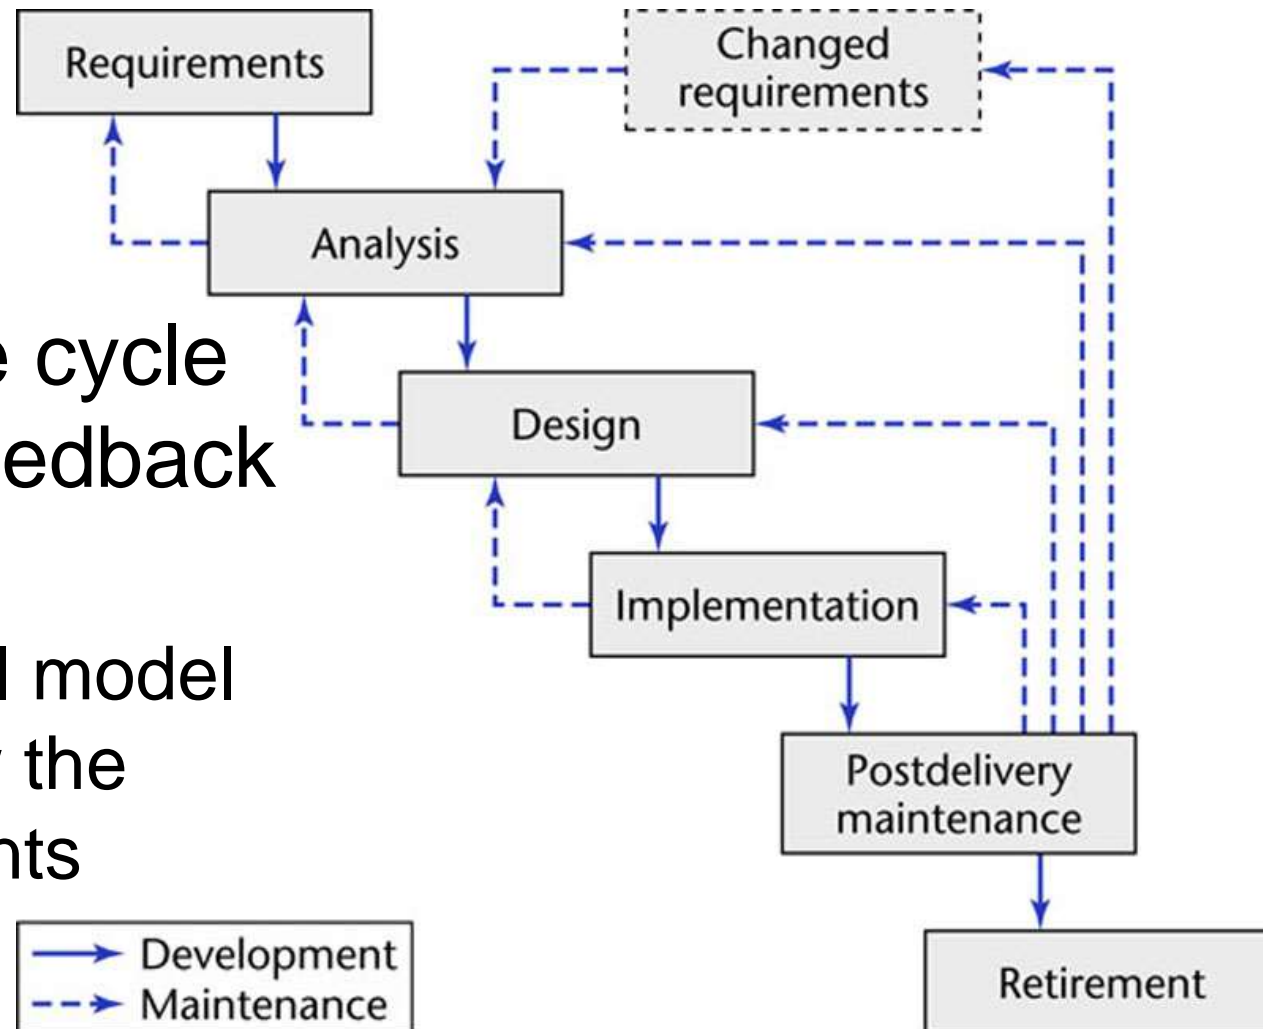 Requirements
Changed
requirements
Analysis
e cycle
edback
Design
Implementation
model
the
nts
Postdelivery
maintenance
Development
Maintenance
Retirement